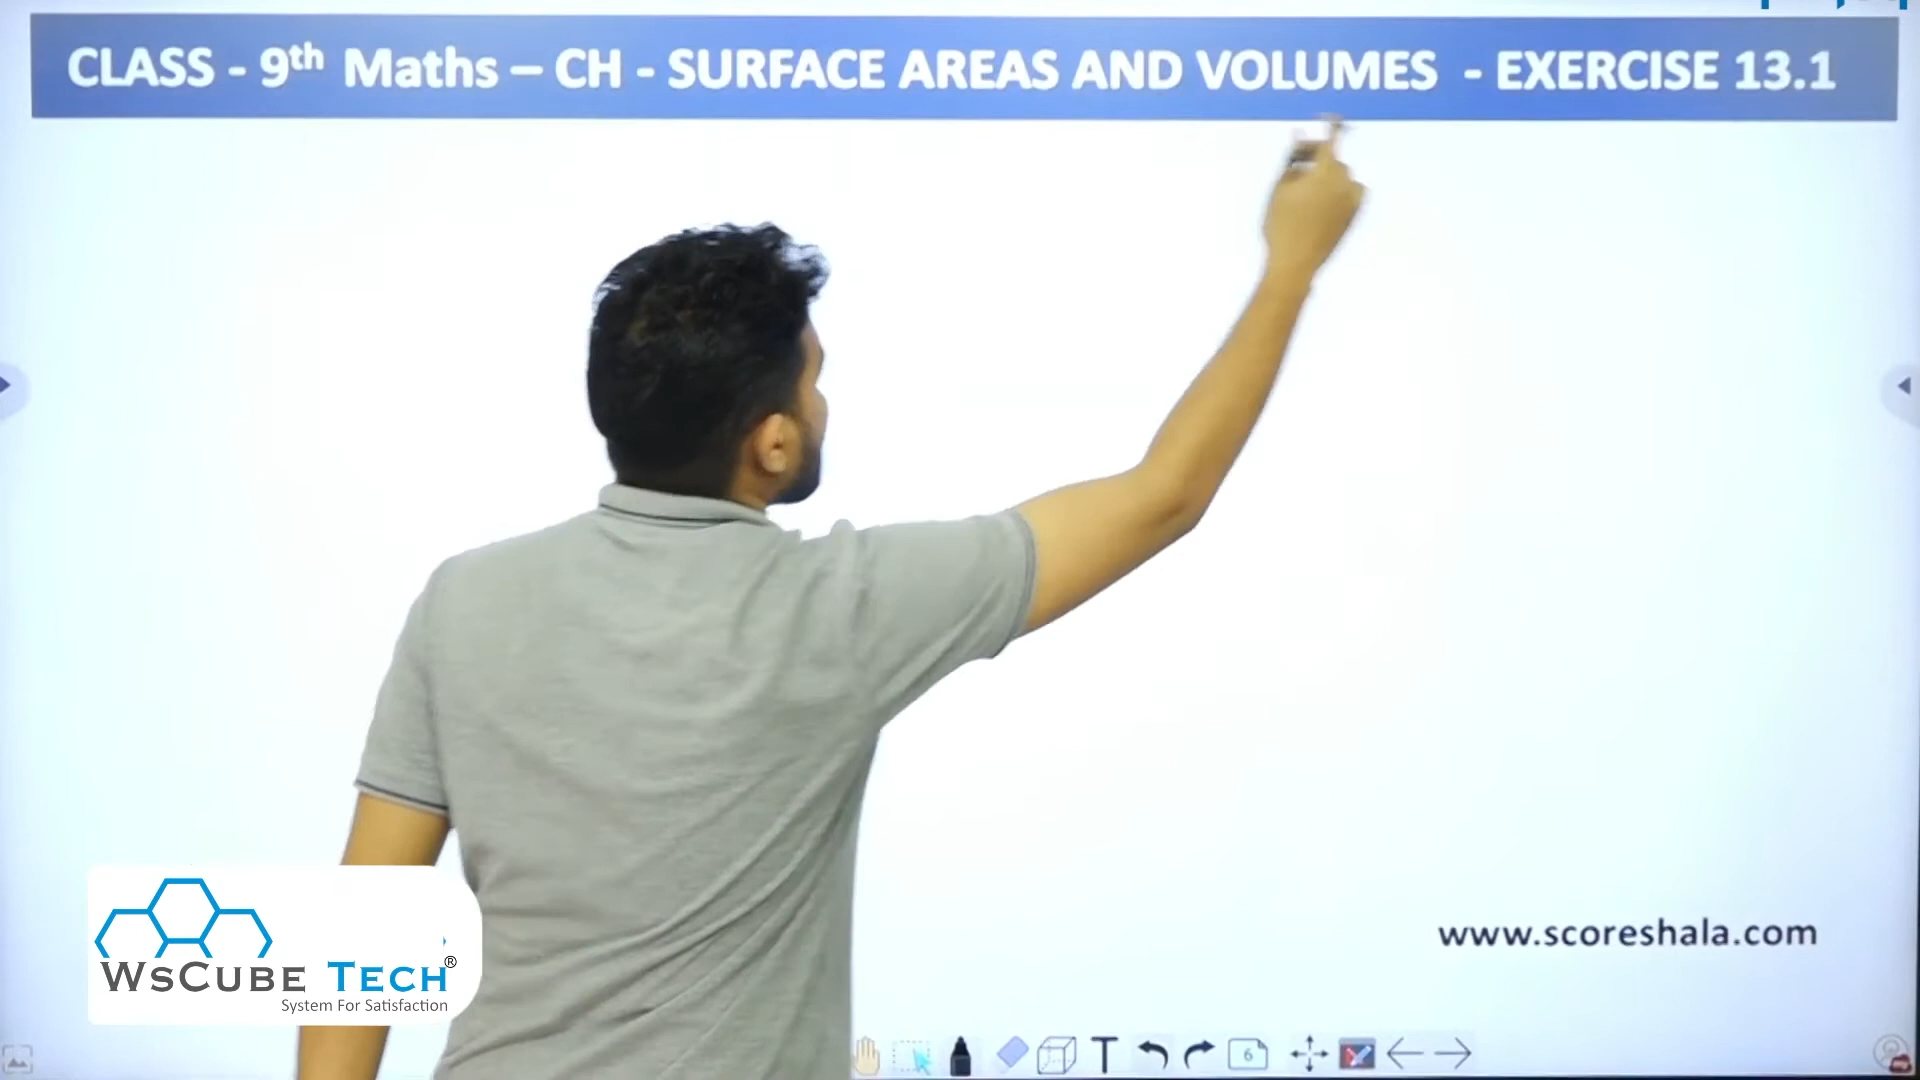 CLASS - 9th Maths – CH - SURFACE AREAS AND VOLUMES - EXERCISE 13.1
www.scoreshala.com
WSCUBE TECH®
System For Satisfaction
T
6